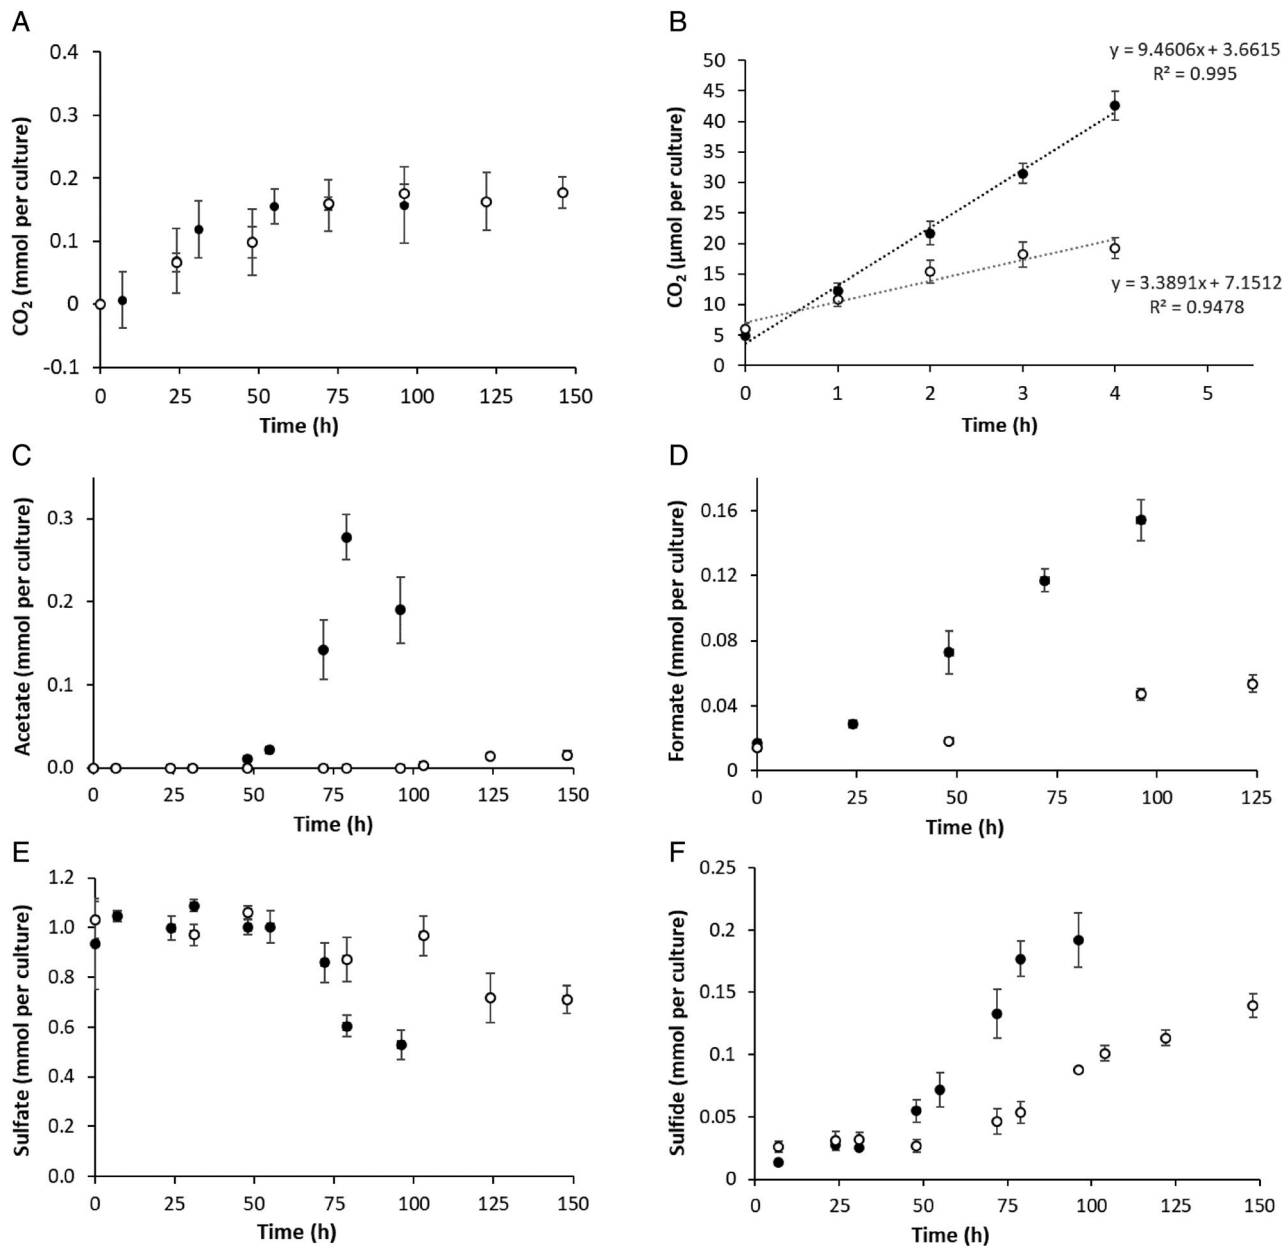 A
CO2 (mmol per culture)
0.4
0.3
0.2
0.1
0
-0.1
0 25 50 75 100 125 150
Time (h)
B
CO2 (µmol per culture)
y = 9.4606x + 3.6615
R² = 0.995
50
45
40
35
30
25
20
15
10
5
0
y = 3.3891x + 7.1512
R² = 0.9478
0 1 2 3 4 5
Time (h)
C
Acetate (mmol per culture)
0.3
0.2
0.1
0.0
0 25 50 75 100 125 150
Time (h)
D
Formate (mmol per culture)
0.16
0.12
0.08
0.04
0
0 25 50 75 100 125
Time (h)
E
Sulfate (mmol per culture)
1.2
1.0
0.8
0.6
0.4
0.2
0.0
0 25 50 75 100 125 150
Time (h)
F
Sulfide (mmol per culture)
0.25
0.2
0.15
0.1
0.05
0
0 25 50 75 100 125 150
Time (h)